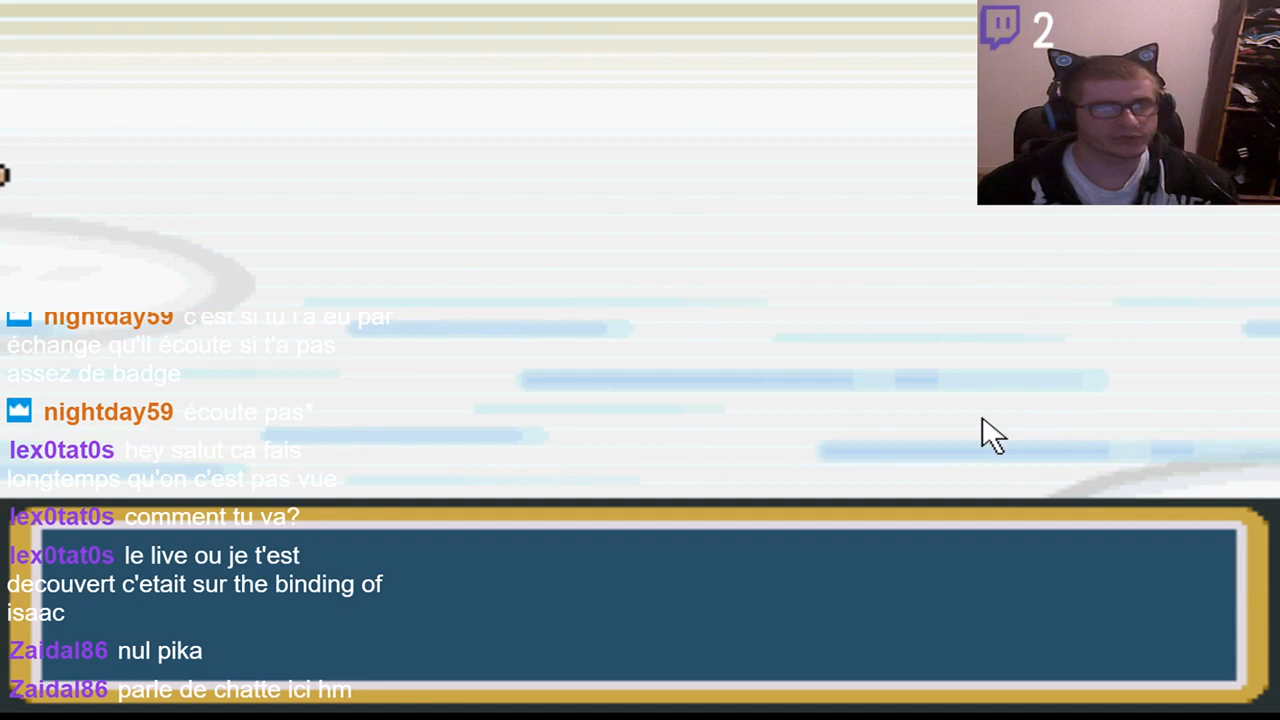 2
nightday59 c'est si tu l'a eu par
échange qu'il écoute si t'a pas
assez de badge
nightday59 écoute pas*
lex0tat0s hey salut ca fais
longtemps qu'on c'est pas vue
lex0tat0s comment tu va?
lex0tat0s le live ou je t'est
decouvert c'etait sur the binding of
isaac
Zaidal86 nul pika
Zaidal86 parle de chatte ici hm